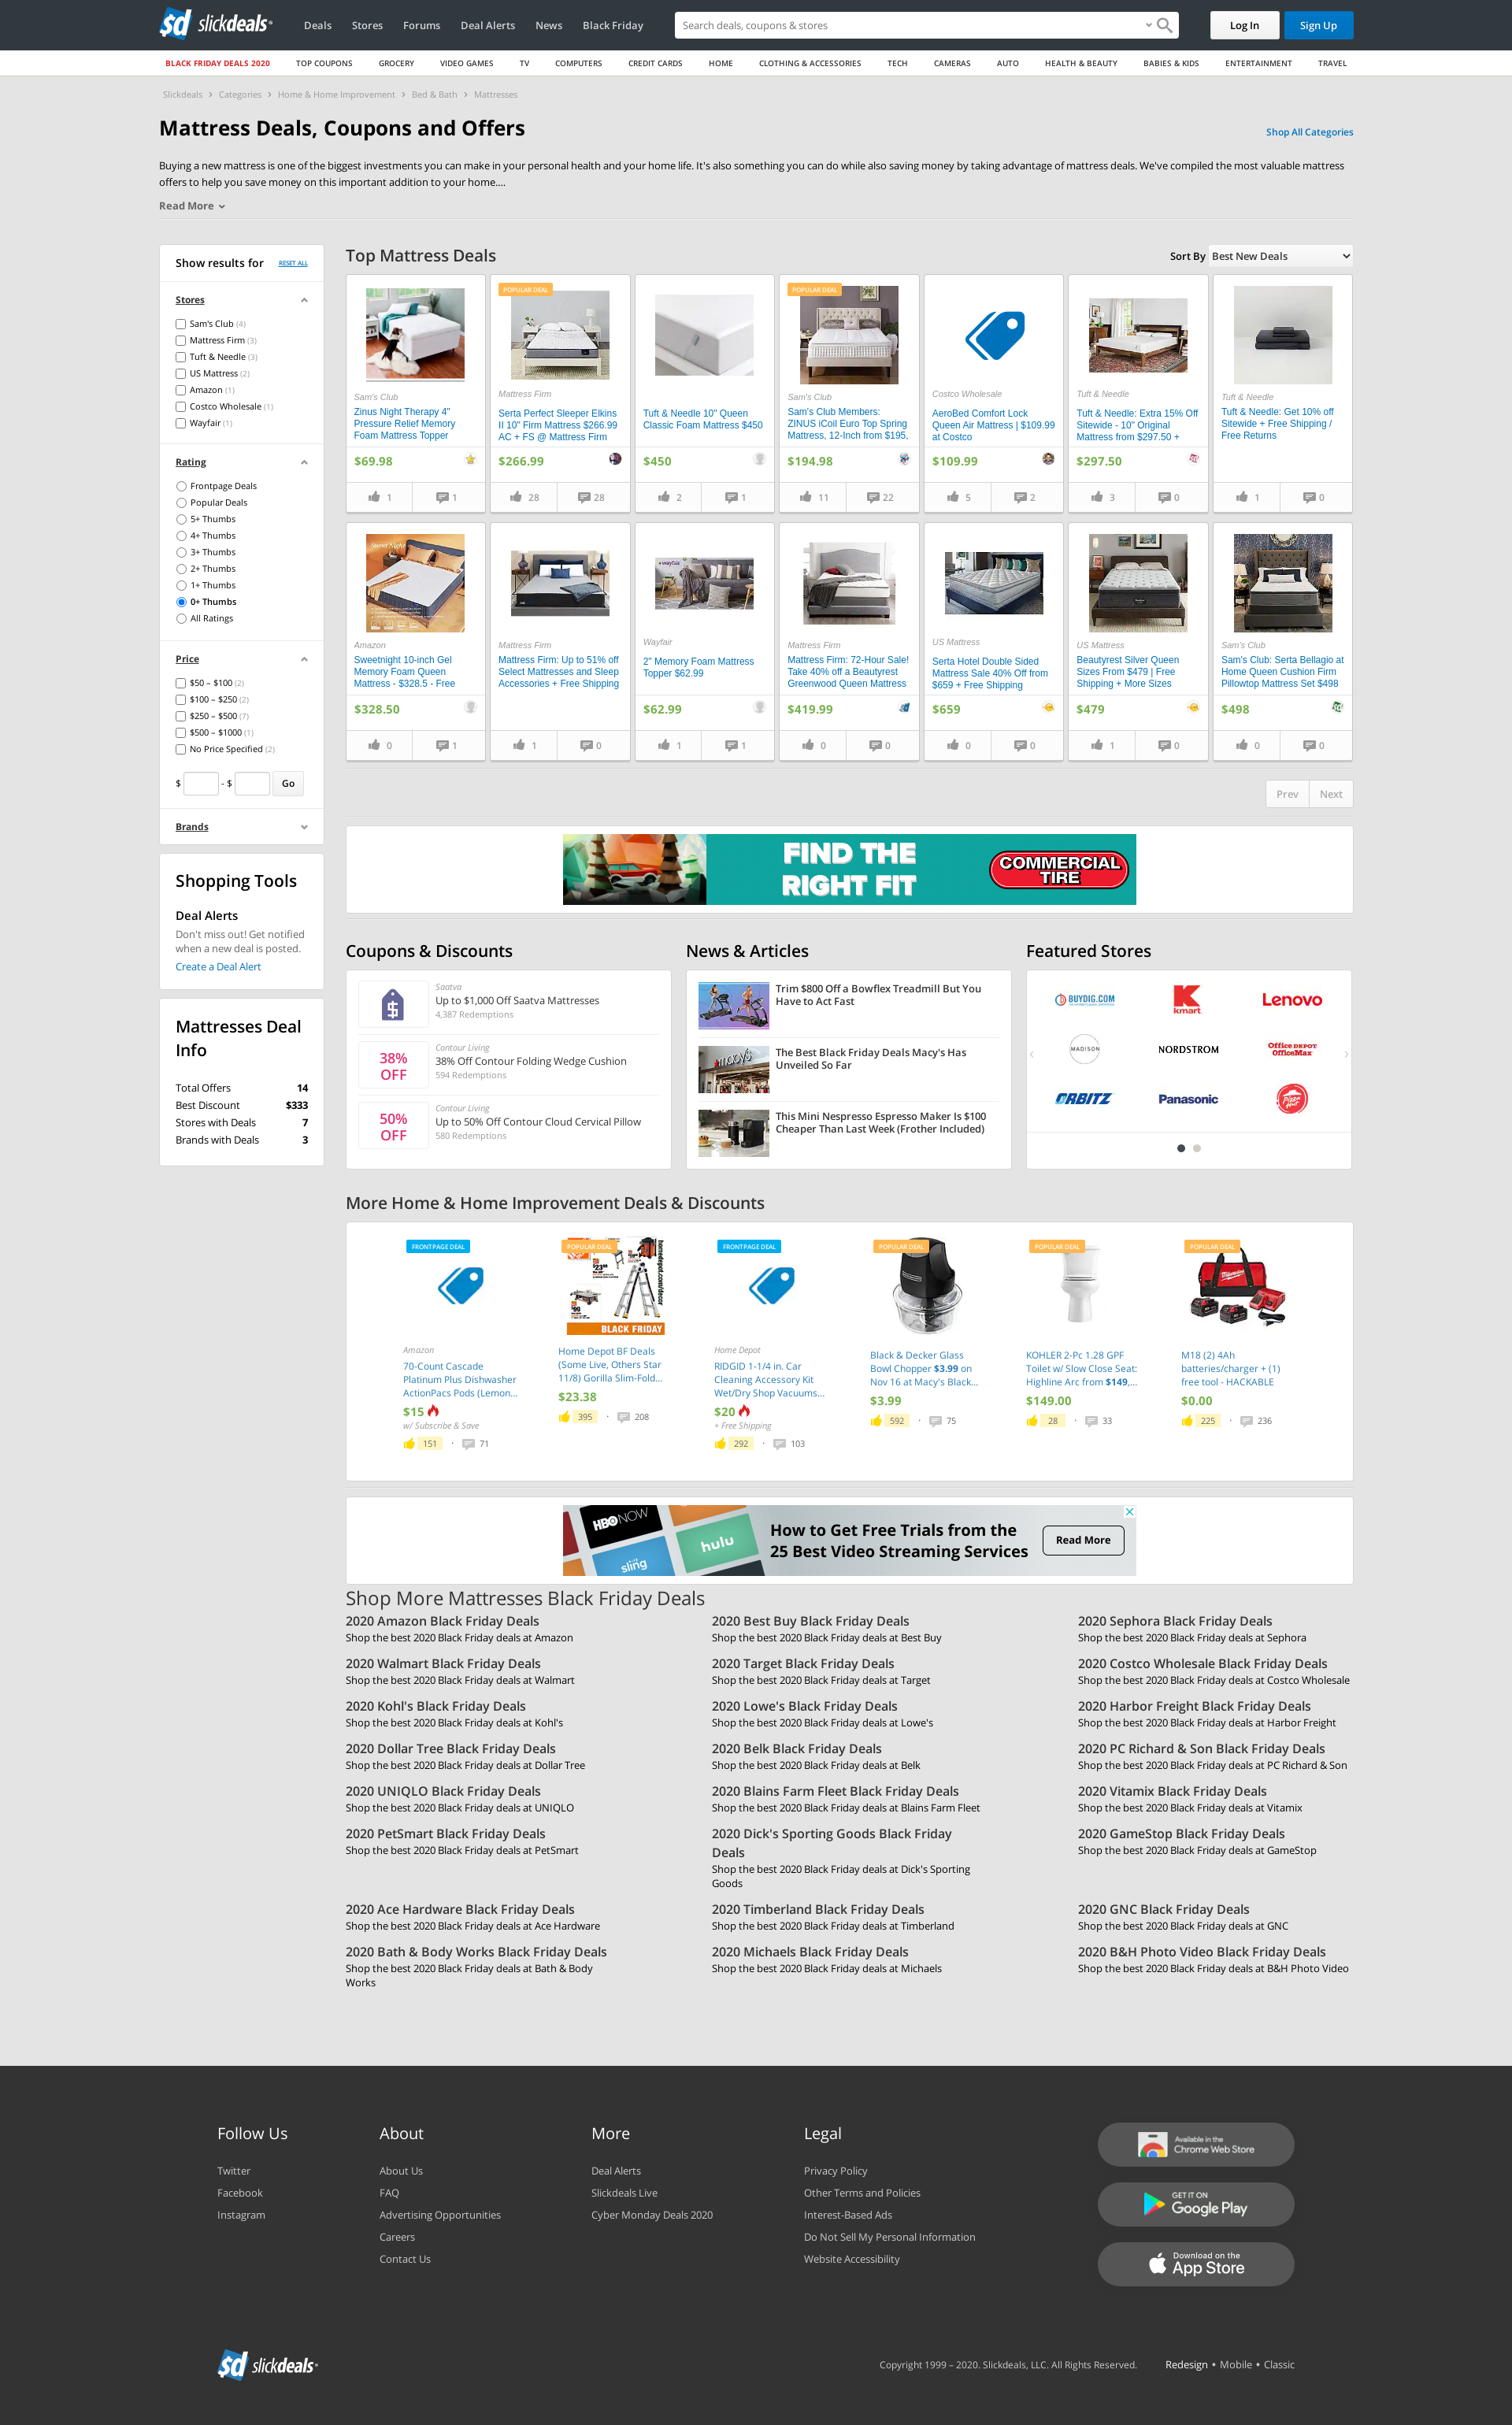 sd slickdeals
Deals Stores Forums Deal Alerts News Black Friday
Search deals, coupons & stores
Log In
Sign Up
BLACK FRIDAY DEALS 2020 TOP COUPONS GROCERY VIDEO GAMES TV COMPUTERS CREDIT CARDS HOME CLOTHING & ACCESSORIES TECH CAMERAS AUTO HEALTH & BEAUTY BABIES & KIDS ENTERTAINMENT TRAVEL
Slickdeals › Categories › Home & Home Improvement › Bed & Bath › Mattresses
Mattress Deals, Coupons and Offers
Shop All Categories
Buying a new mattress is one of the biggest investments you can make in your personal health and your home life. It's also something you can do while also saving money by taking advantage of mattress deals. We've compiled the most valuable mattress
offers to help you save money on this important addition to your home....
Read More
Show results for
RESET ALL
Stores
Sam's Club (4)
Mattress Firm (3)
Tuft & Needle (3)
US Mattress (2)
Amazon (1)
Costco Wholesale (1)
Wayfair (1)
Rating
Frontpage Deals
Popular Deals
5+ Thumbs
4+ Thumbs
3+ Thumbs
2+ Thumbs
1+ Thumbs
0+ Thumbs
All Ratings
Price
$50 – $100 (2)
$100 – $250 (2)
$250 – $500 (7)
$500 – $1000 (1)
No Price Specified (2)
$ - $ Go
Brands
Shopping Tools
Deal Alerts
Don't miss out! Get notified
when a new deal is posted.
Create a Deal Alert
Mattresses Deal
Info
Total Offers 14
Best Discount $333
Stores with Deals 7
Brands with Deals 3
Top Mattress Deals
Sort By Best New Deals
Sam's Club
Zinus Night Therapy 4"
Pressure Relief Memory
Foam Mattress Topper
$69.98
1 1
POPULAR DEAL
Mattress Firm
Serta Perfect Sleeper Elkins
II 10" Firm Mattress $266.99
AC + FS @ Mattress Firm
$266.99
28 28
Tuft & Needle 10" Queen
Classic Foam Mattress $450
$450
2 1
POPULAR DEAL
Sam's Club
Sam's Club Members:
ZINUS iCoil Euro Top Spring
Mattress, 12-Inch from $195,
$194.98
11 22
Costco Wholesale
AeroBed Comfort Lock
Queen Air Mattress | $109.99
at Costco
$109.99
5 2
Tuft & Needle
Tuft & Needle: Extra 15% Off
Sitewide - 10" Original
Mattress from $297.50 +
$297.50
3 0
Tuft & Needle
Tuft & Needle: Get 10% off
Sitewide + Free Shipping /
Free Returns
1 0
Sweet Night
Amazon
Sweetnight 10-inch Gel
Memory Foam Queen
Mattress - $328.5 - Free
$328.50
0 1
Mattress Firm
Mattress Firm: Up to 51% off
Select Mattresses and Sleep
Accessories + Free Shipping
1 0
wayfair
Wayfair
2" Memory Foam Mattress
Topper $62.99
$62.99
1 1
Mattress Firm
Mattress Firm: 72-Hour Sale!
Take 40% off a Beautyrest
Greenwood Queen Mattress
$419.99
0 0
US Mattress
Serta Hotel Double Sided
Mattress Sale 40% Off from
$659 + Free Shipping
$659
0 0
US Mattress
Beautyrest Silver Queen
Sizes From $479 | Free
Shipping + More Sizes
$479
1 0
Sam's Club
Sam's Club: Serta Bellagio at
Home Queen Cushion Firm
Pillowtop Mattress Set $498
$498
0 0
Prev Next
FIND THE
RIGHT FIT
COMMERCIAL
TIRE
Coupons & Discounts
Saatva
Up to $1,000 Off Saatva Mattresses
4,387 Redemptions
38%
OFF
Contour Living
38% Off Contour Folding Wedge Cushion
594 Redemptions
50%
OFF
Contour Living
Up to 50% Off Contour Cloud Cervical Pillow
580 Redemptions
News & Articles
Trim $800 Off a Bowflex Treadmill But You
Have to Act Fast
macy's
The Best Black Friday Deals Macy's Has
Unveiled So Far
This Mini Nespresso Espresso Maker Is $100
Cheaper Than Last Week (Frother Included)
Featured Stores
BUYDIG.COM
kmart
Lenovo
MADISON
NORDSTROM
Office DEPOT
OfficeMax
ORBITZ
Panasonic
Pizza Hut
More Home & Home Improvement Deals & Discounts
FRONTPAGE DEAL
Amazon
70-Count Cascade
Platinum Plus Dishwasher
ActionPacs Pods (Lemon...
$15
w/ Subscribe & Save
151 · 71
POPULAR DEAL
homedepot.com/decor
BLACK FRIDAY
Home Depot BF Deals
(Some Live, Others Star
11/8) Gorilla Slim-Fold...
$23.38
395 · 208
FRONTPAGE DEAL
Home Depot
RIDGID 1-1/4 in. Car
Cleaning Accessory Kit
Wet/Dry Shop Vacuums...
$20
+ Free Shipping
292 · 103
POPULAR DEAL
Black & Decker Glass
Bowl Chopper $3.99 on
Nov 16 at Macy's Black...
$3.99
592 · 75
POPULAR DEAL
KOHLER 2-Pc 1.28 GPF
Toilet w/ Slow Close Seat:
Highline Arc from $149,...
$149.00
28 · 33
POPULAR DEAL
Milwaukee
M18 (2) 4Ah
batteries/charger + (1)
free tool - HACKABLE
$0.00
225 · 236
HBO NOW
hulu
sling
How to Get Free Trials from the
25 Best Video Streaming Services
Read More
Shop More Mattresses Black Friday Deals
2020 Amazon Black Friday Deals
Shop the best 2020 Black Friday deals at Amazon
2020 Best Buy Black Friday Deals
Shop the best 2020 Black Friday deals at Best Buy
2020 Sephora Black Friday Deals
Shop the best 2020 Black Friday deals at Sephora
2020 Walmart Black Friday Deals
Shop the best 2020 Black Friday deals at Walmart
2020 Target Black Friday Deals
Shop the best 2020 Black Friday deals at Target
2020 Costco Wholesale Black Friday Deals
Shop the best 2020 Black Friday deals at Costco Wholesale
2020 Kohl's Black Friday Deals
Shop the best 2020 Black Friday deals at Kohl's
2020 Lowe's Black Friday Deals
Shop the best 2020 Black Friday deals at Lowe's
2020 Harbor Freight Black Friday Deals
Shop the best 2020 Black Friday deals at Harbor Freight
2020 Dollar Tree Black Friday Deals
Shop the best 2020 Black Friday deals at Dollar Tree
2020 Belk Black Friday Deals
Shop the best 2020 Black Friday deals at Belk
2020 PC Richard & Son Black Friday Deals
Shop the best 2020 Black Friday deals at PC Richard & Son
2020 UNIQLO Black Friday Deals
Shop the best 2020 Black Friday deals at UNIQLO
2020 Blains Farm Fleet Black Friday Deals
Shop the best 2020 Black Friday deals at Blains Farm Fleet
2020 Vitamix Black Friday Deals
Shop the best 2020 Black Friday deals at Vitamix
2020 PetSmart Black Friday Deals
Shop the best 2020 Black Friday deals at PetSmart
2020 Dick's Sporting Goods Black Friday
Deals
Shop the best 2020 Black Friday deals at Dick's Sporting
Goods
2020 GameStop Black Friday Deals
Shop the best 2020 Black Friday deals at GameStop
2020 Ace Hardware Black Friday Deals
Shop the best 2020 Black Friday deals at Ace Hardware
2020 Timberland Black Friday Deals
Shop the best 2020 Black Friday deals at Timberland
2020 GNC Black Friday Deals
Shop the best 2020 Black Friday deals at GNC
2020 Bath & Body Works Black Friday Deals
Shop the best 2020 Black Friday deals at Bath & Body
Works
2020 Michaels Black Friday Deals
Shop the best 2020 Black Friday deals at Michaels
2020 B&H Photo Video Black Friday Deals
Shop the best 2020 Black Friday deals at B&H Photo Video
Follow Us
Twitter
Facebook
Instagram
About
About Us
FAQ
Advertising Opportunities
Careers
Contact Us
More
Deal Alerts
Slickdeals Live
Cyber Monday Deals 2020
Legal
Privacy Policy
Other Terms and Policies
Interest-Based Ads
Do Not Sell My Personal Information
Website Accessibility
Available in the
Chrome Web Store
GET IT ON
Google Play
Download on the
App Store
sd slickdeals
Copyright 1999 – 2020. Slickdeals, LLC. All Rights Reserved.
Redesign • Mobile • Classic